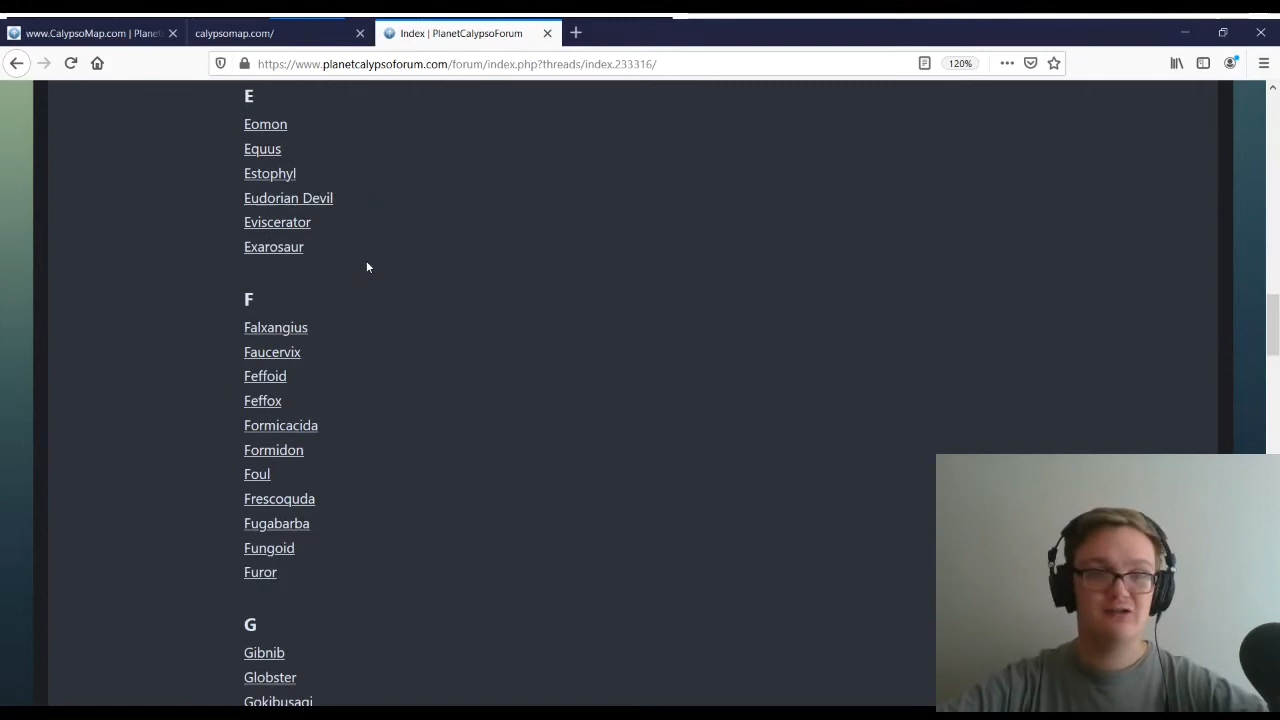 www.CalypsoMap.com | Planet
calypsomap.com/
Index | PlanetCalypsoForum
https://www.planetcalypsoforum.com/forum/index.php?threads/index.233316/
120%
E
Eomon
Equus
Estophyl
Eudorian Devil
Eviscerator
Exarosaur
F
Falxangius
Faucervix
Feffoid
Feffox
Formicacida
Formidon
Foul
Frescoquda
Fugabarba
Fungoid
Furor
G
Gibnib
Globster
Gokibusagi